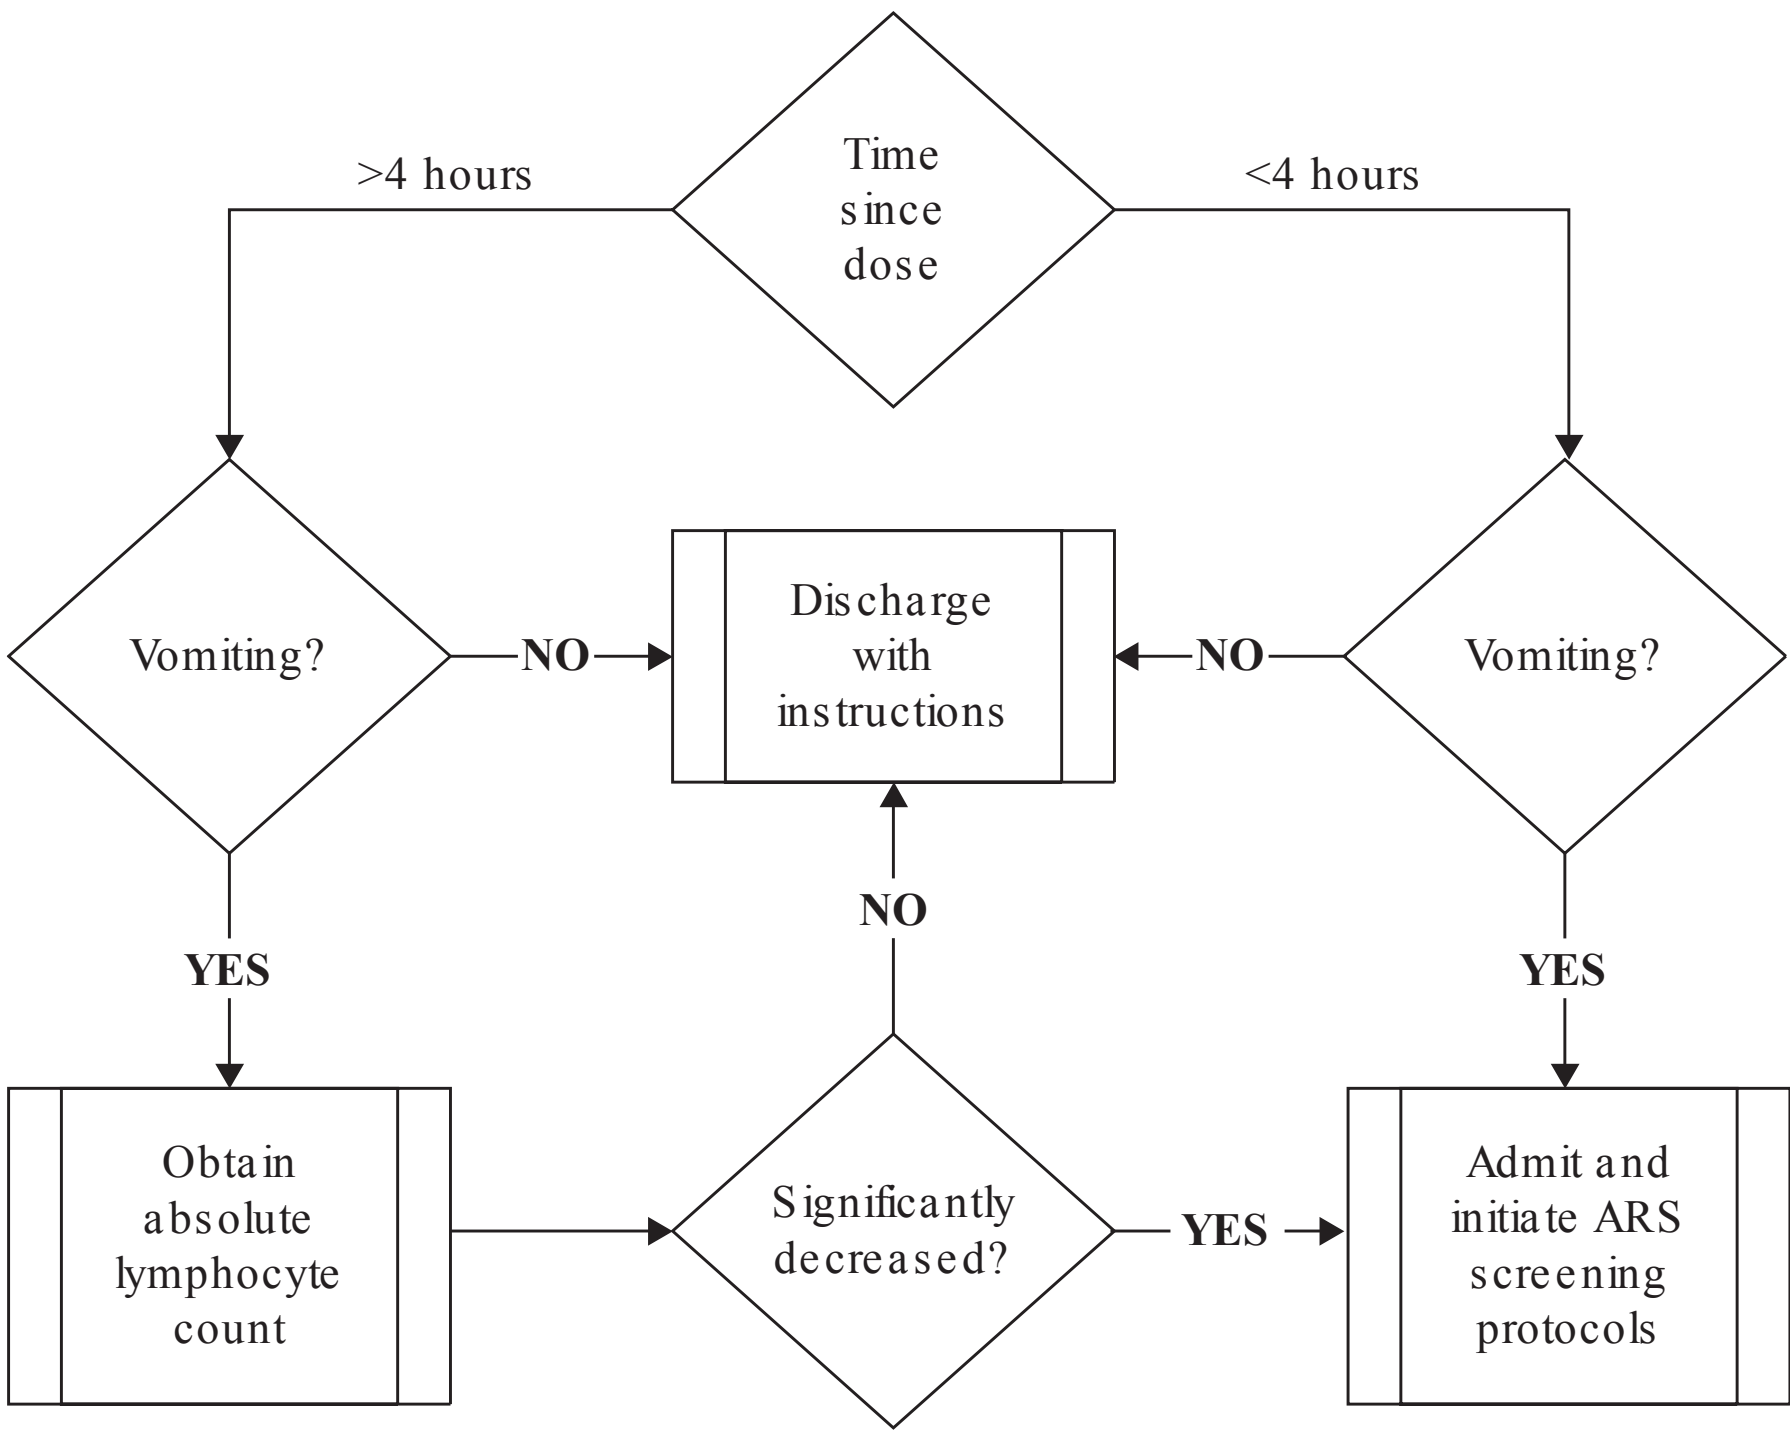 Time
since
dose
>4 hours
<4 hours
Vomiting?
NO
Discharge
with
instructions
NO
Vomiting?
YES
NO
YES
Obtain
absolute
lymphocyte
count
Significantly
decreased?
YES
Admit and
initiate ARS
screening
protocols